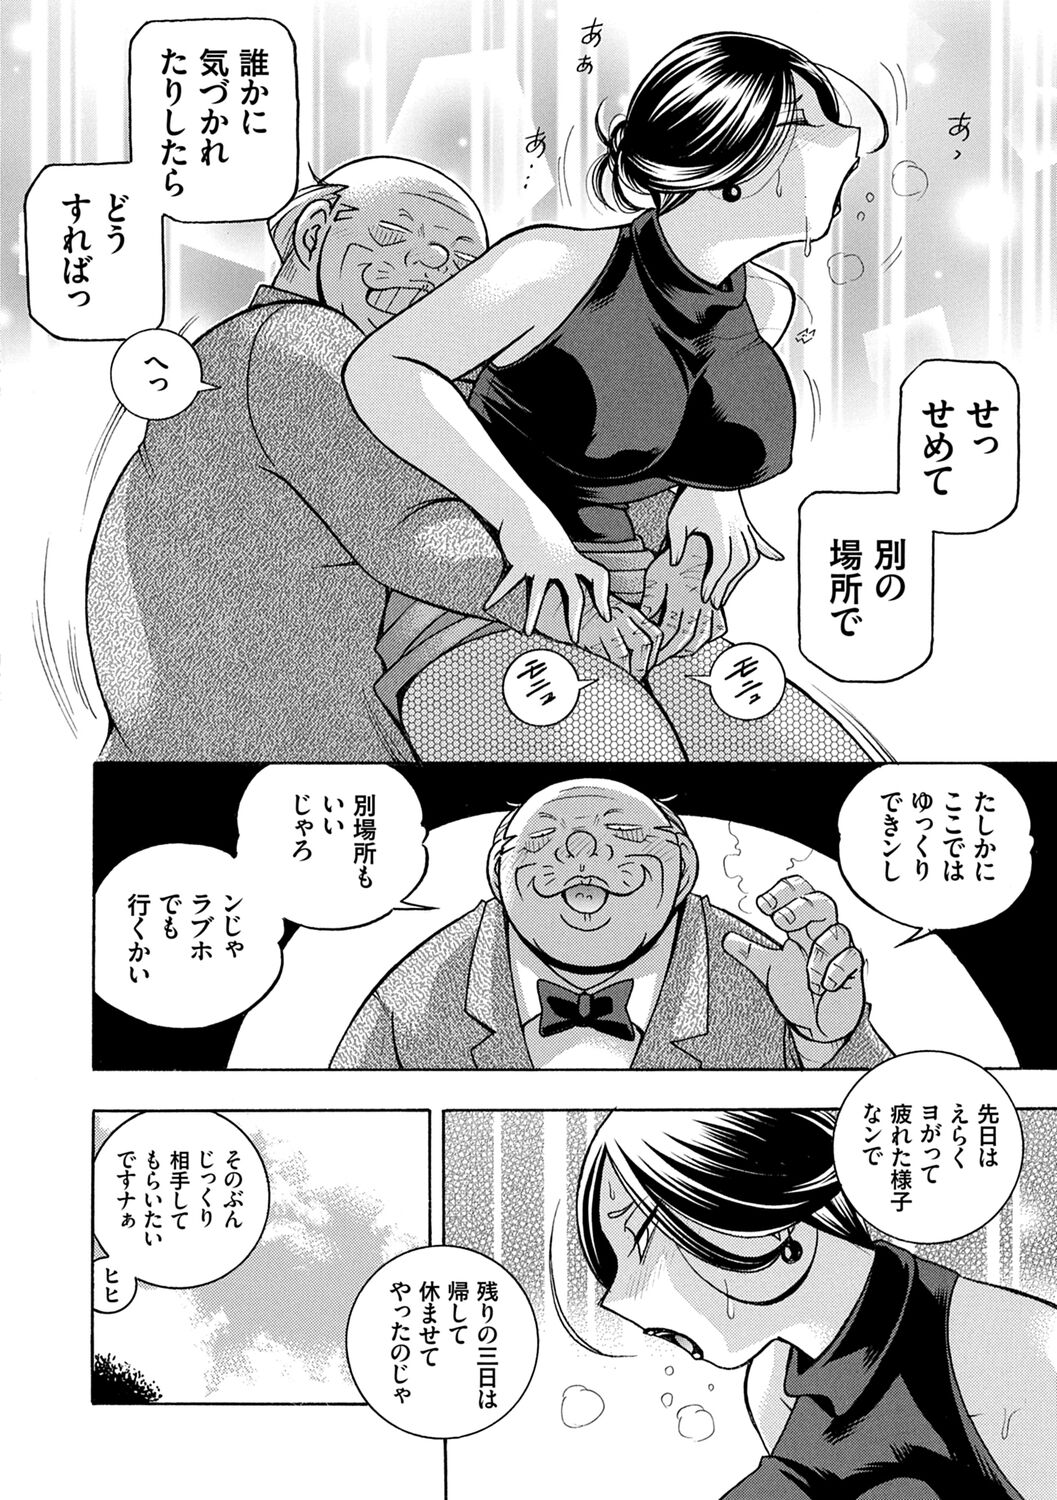 あ
あぁ
あ…
あ、
せっ
せめて
別の
場所で
誰かに
気づかれ
たりしたら
どう
すればっ
へっ
モニュ
モニュ
たしかに
ここでは
ゆっくり
できンし
別場所も
いい
じゃろ
ンじゃ
ラブホ
でも
行くかい
先日は
えらく
ヨがって
疲れた様子
なンで
残りの三日は
帰して
休ませて
やったのじゃ
そのぶん
じっくり
相手して
もらいたい
ですナぁ
ヒヒ